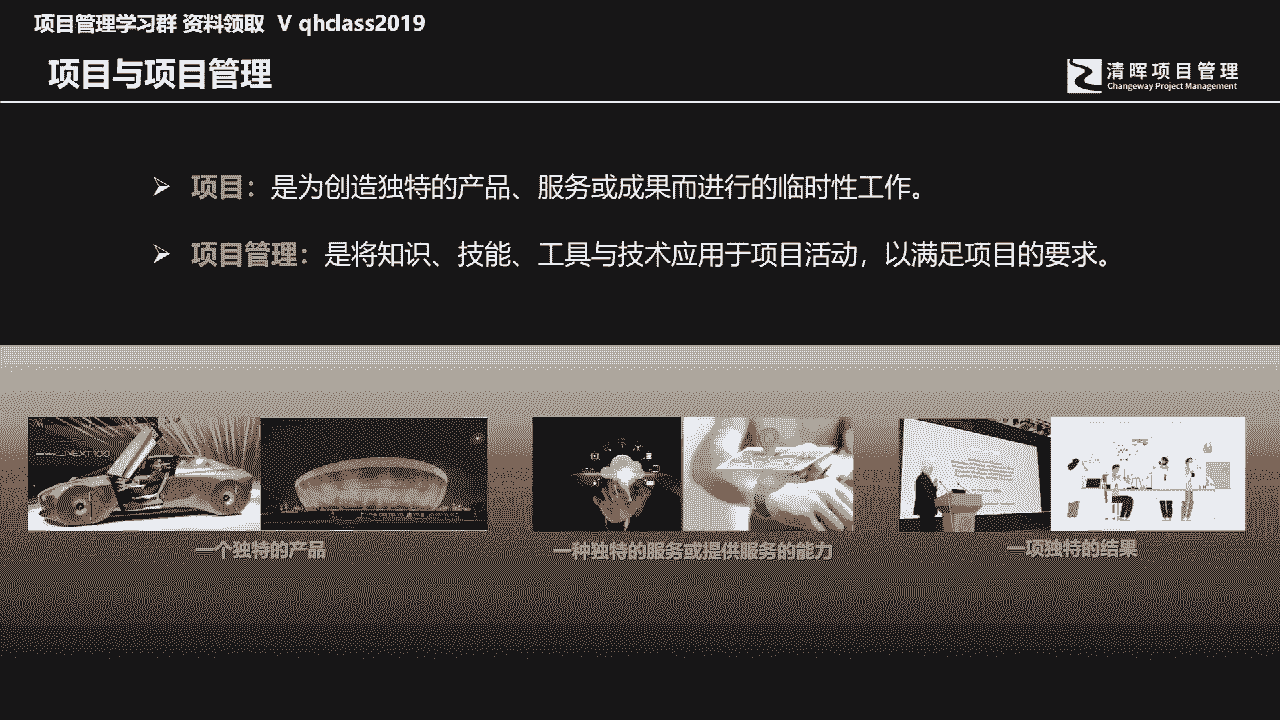 项目管理学习群 资料领取 V qhclass2019
项目与项目管理
清晖项目管理
Changeway Project Management
➢ 项目：是为创造独特的产品、服务或成果而进行的临时性工作。
➢ 项目管理：是将知识、技能、工具与技术应用于项目活动，以满足项目的要求。
一个独特的产品
一种独特的服务或提供服务的能力
一项独特的结果